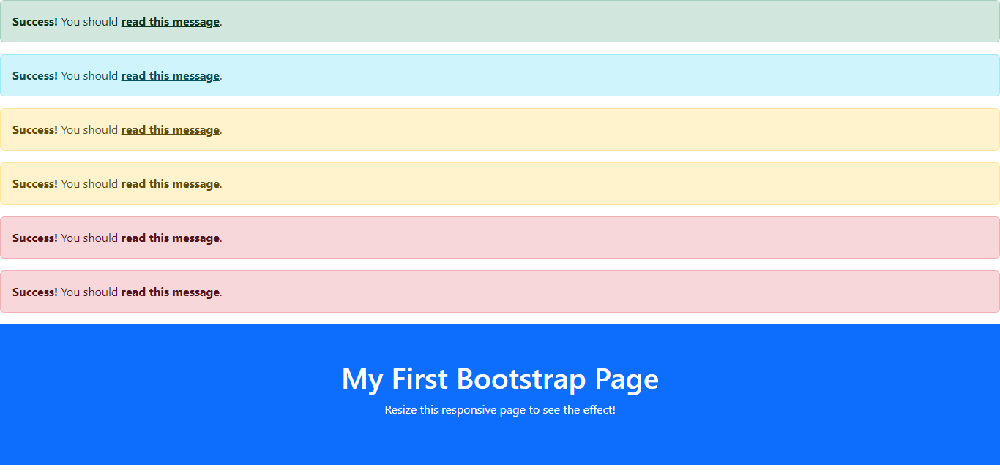 Success! You should read this message.
Success! You should read this message.
Success! You should read this message.
Success! You should read this message.
Success! You should read this message.
Success! You should read this message.
My First Bootstrap Page
Resize this responsive page to see the effect!